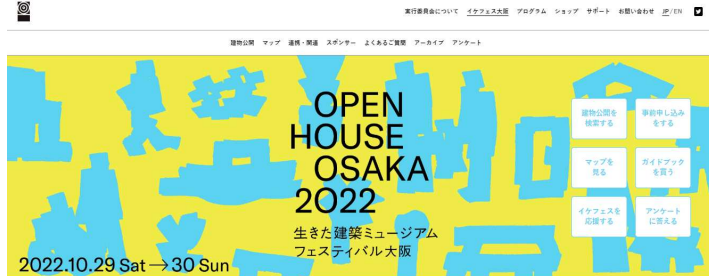 実行委員会について イケフェス大阪 プログラム ショップ サポート お問い合わせ JP/EN
建物公開 マップ 連携・関連 スポンサー よくあるご質問 アーカイブ アンケート
OPEN
HOUSE
OSAKA
2022
生きた建築ミュージアム
フェスティバル大阪
2022.10.29 Sat→30 Sun
建物公開を
検索する
事前申し込み
をする
マップを
見る
ガイドブック
を買う
イケフェスを
応援する
アンケート
に答える